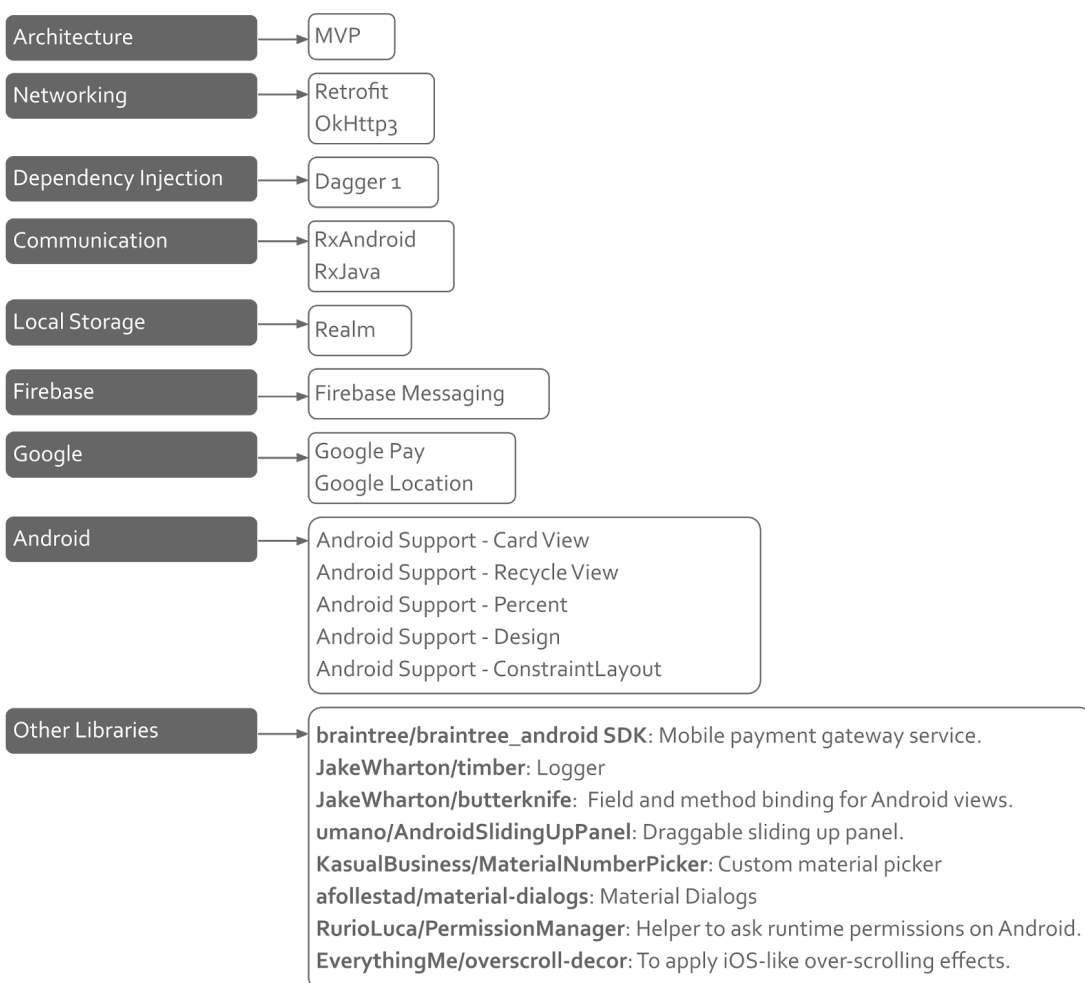 Architecture
MVP
Networking
Retrofit
OkHttp3
Dependency Injection
Dagger 1
Communication
RxAndroid
RxJava
Local Storage
Realm
Firebase
Firebase Messaging
Google
Google Pay
Google Location
Android
Android Support - Card View
Android Support - Recycle View
Android Support - Percent
Android Support - Design
Android Support - ConstraintLayout
Other Libraries
braintree/braintree_android SDK: Mobile payment gateway service.
JakeWharton/timber: Logger
JakeWharton/butterknife:  Field and method binding for Android views.
umano/AndroidSlidingUpPanel: Draggable sliding up panel.
KasualBusiness/MaterialNumberPicker: Custom material picker
afollestad/material-dialogs: Material Dialogs
RurioLuca/PermissionManager: Helper to ask runtime permissions on Android.
EverythingMe/overscroll-decor: To apply iOS-like over-scrolling effects.